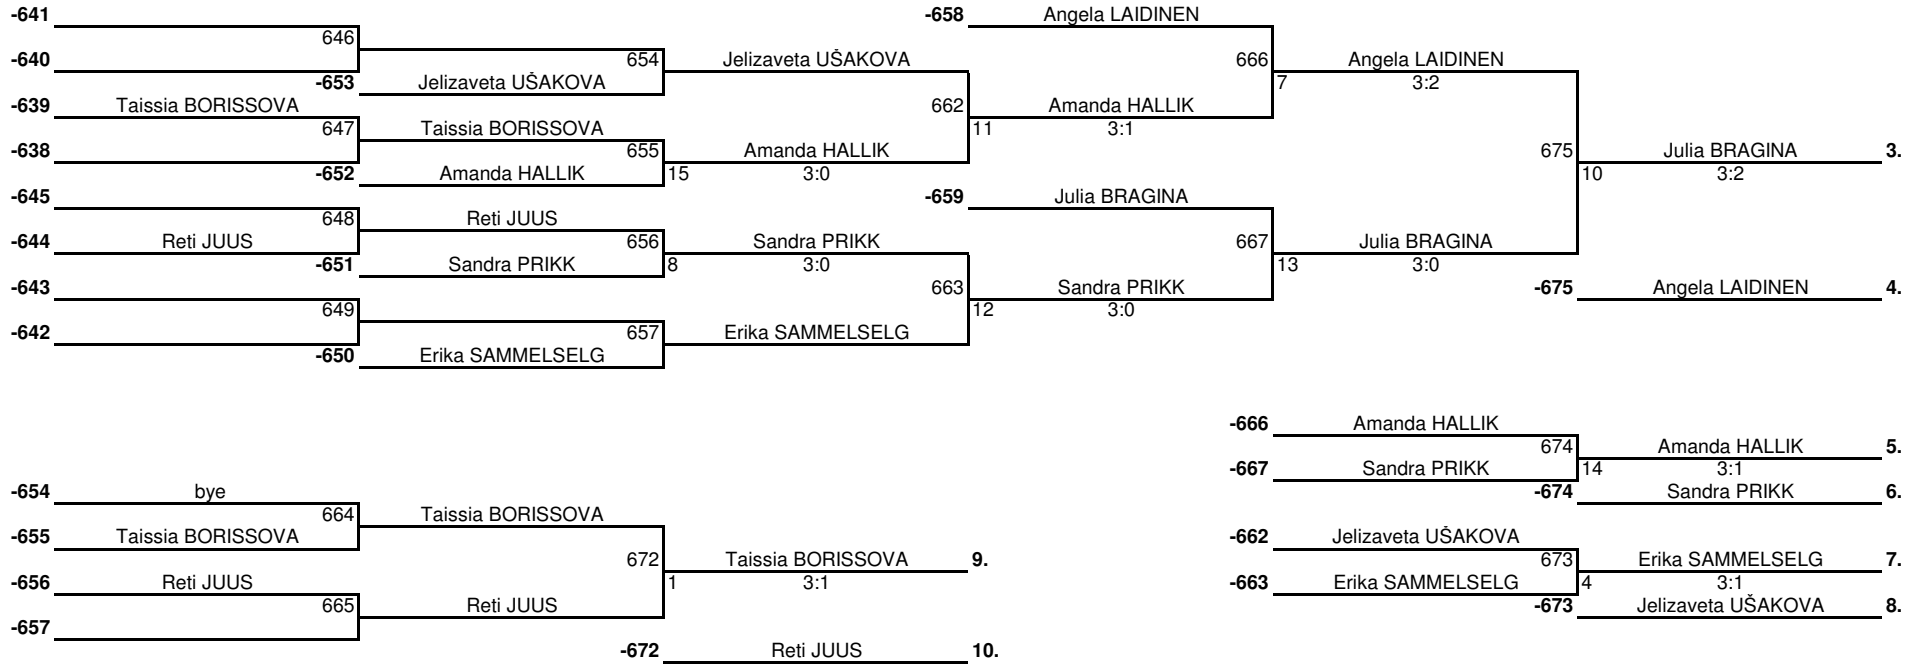 -641 -658 Angela LAIDINEN
646
-640 654 Jelizaveta UŠAKOVA 666 Angela LAIDINEN
-653 Jelizaveta UŠAKOVA 7 3:2
-639 Taissia BORISSOVA 662 Amanda HALLIK
647 Taissia BORISSOVA 11 3:1
-638 655 Amanda HALLIK 675 Julia BRAGINA 3.
-652 Amanda HALLIK 15 3:0 10 3:2
-645 -659 Julia BRAGINA
648 Reti JUUS
-644 Reti JUUS 656 Sandra PRIKK 667 Julia BRAGINA
-651 Sandra PRIKK 8 3:0 13 3:0
-643 663 Sandra PRIKK -675 Angela LAIDINEN 4.
649 12 3:0
-642 657 Erika SAMMELSELG
-650 Erika SAMMELSELG
-666 Amanda HALLIK
674 Amanda HALLIK 5.
-667 Sandra PRIKK 14 3:1
-654 bye -674 Sandra PRIKK 6.
664 Taissia BORISSOVA
-655 Taissia BORISSOVA -662 Jelizaveta UŠAKOVA
672 Taissia BORISSOVA 9. 673 Erika SAMMELSELG 7.
-656 Reti JUUS 1 3:1 -663 Erika SAMMELSELG 4 3:1
665 Reti JUUS -673 Jelizaveta UŠAKOVA 8.
-657
-672 Reti JUUS 10.